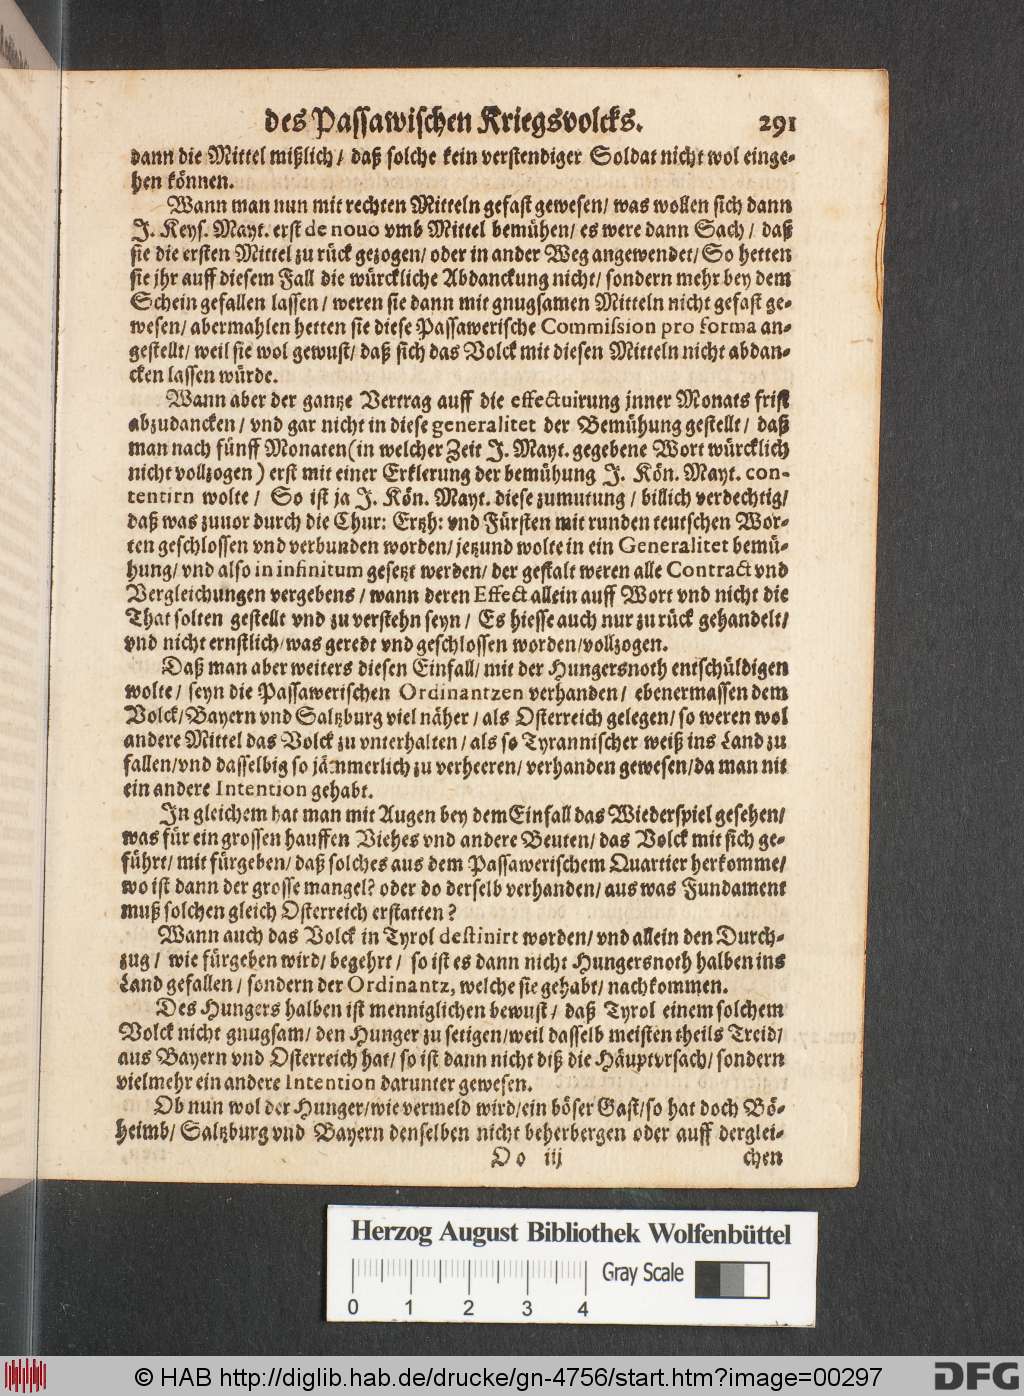 des Passawischen Kriegsvolcks. 291
dann die Mittel mißlich / daß solche kein verstendiger Soldat nicht wol einge-
hen können.
Wann man nun mit rechten Mitteln gefast gewesen/ was wollen sich dann
J. Keys. Mayt. erst de nouo vmb Mittel bemühen/ es were dann Sach / daß
sie die ersten Mittel zu rück gezogen/ oder in ander Weg angewendet/ So hetten
sie jhr auff diesem Fall die würckliche Abdanckung nicht/ sondern mehr bey dem
Schein gefallen lassen / weren sie dann mit gnugsamen Mitteln nicht gefast ge-
wesen/ abermahlen hetten sie diese Passawerische Commission pro forma an-
gestellt/ weil sie wol gewust/ daß sich das Volck mit diesen Mitteln nicht abdan-
cken lassen würde.
Wann aber der gantze Vertrag auff die effectuirung jnner Monats frist
abzudancken / vnd gar nicht in diese generalitet der Bemühung gestellt / daß
man nach fünff Monaten (in welcher Zeit J. Mayt. gegebene Wort würcklich
nicht vollzogen) erst mit einer Erklerung der bemühung J. Kön. Mayt. con-
tentirn wolte / So ist ja J. Kön. Mayt. diese zumutung / billich verdechtig/
daß was zuuor durch die Chur: Ertzh: vnd Fürsten mit runden teutschen Wor-
ten geschlossen vnd verbunden worden/ jetzund wolte in ein Generalitet bemü-
hung/ vnd also in infinitum gesetzt werden/ der gestalt weren alle Contract vnd
Vergleichungen vergebens / wann deren Effect allein auff Wort vnd nicht die
That solten gestellt vnd zu verstehn seyn / Es hiesse auch nur zu rück gehandelt/
vnd nicht ernstlich/ was geredt vnd geschlossen worden/ vollzogen.
Daß man aber weiters diesen Einfall/ mit der Hungersnoth entschüldigen
wolte / seyn die Passawerischen Ordinantzen verhanden / ebenermassen dem
Volck/ Bayern vnd Saltzburg viel näher / als Osterreich gelegen/ so weren wol
andere Mittel das Volck zu vnterhalten / als so Tyrannischer weiß ins Land zu
fallen/ vnd dasselbig so jämmerlich zu verheeren/ verhanden gewesen/ da man nit
ein andere Intention gehabt.
In gleichem hat man mit Augen bey dem Einfall das Wiederspiel gesehen/
was für ein grossen hauffen Viehes vnd andere Beuten/ das Volck mit sich ge-
führt/ mit fürgeben/ daß solches aus dem Passawerischem Quartier herkomme/
wo ist dann der grosse mangel? oder do derselb verhanden/ aus was Fundament
muß solchen gleich Osterreich erstatten?
Wann auch das Volck in Tyrol destinirt worden/ vnd allein den Durch-
zug / wie fürgeben wird/ begehrt / so ist es dann nicht Hungersnoth halben ins
Land gefallen / sondern der Ordinantz, welche sie gehabt/ nachkommen.
Des Hungers halben ist menniglichen bewust / daß Tyrol einem solchem
Volck nicht gnugsam/ den Hunger zu setigen/ weil dasselb meisten theils Treid/
aus Bayern vnd Osterreich hat/ so ist dann nicht diß die Häuptvrsach/ sondern
vielmehr ein andere Intention darunter gewesen.
Ob nun wol der Hunger/ wie vermeld wird/ ein böser Gast/ so hat doch Bö-
heimb/ Saltzburg vnd Bayern denselben nicht beherbergen oder auff derglei-
Oo iij chen
Herzog August Bibliothek Wolfenbüttel
Gray Scale
0 1 2 3 4
© HAB http://diglib.hab.de/drucke/gn-4756/start.htm?image=00297
DFG